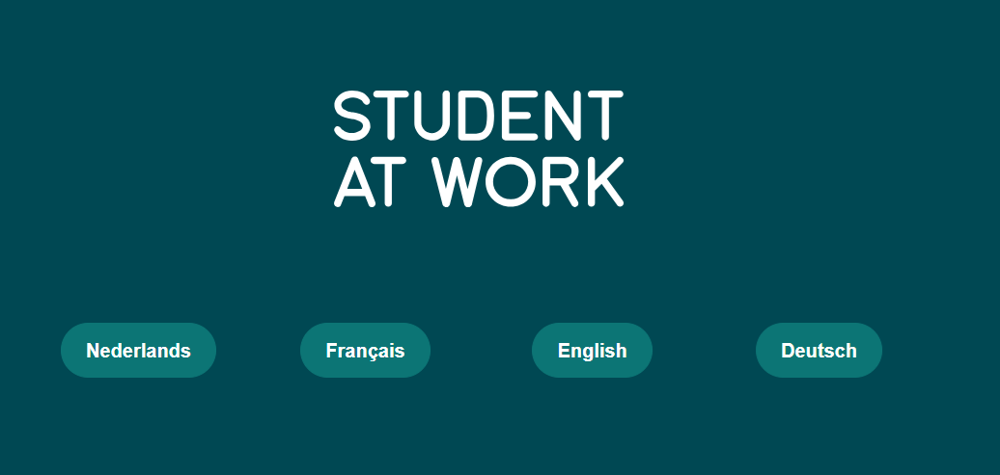 STUDENT
AT WORK
Nederlands
Français
English
Deutsch